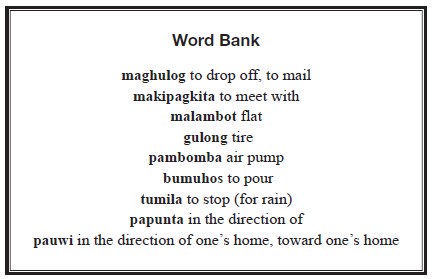 Word Bank
maghulog to drop off, to mail
makipagkita to meet with
malambot flat
gulong tire
pambomba air pump
bumuhos to pour
tumila to stop (for rain)
papunta in the direction of
pauwi in the direction of one's home, toward one's home